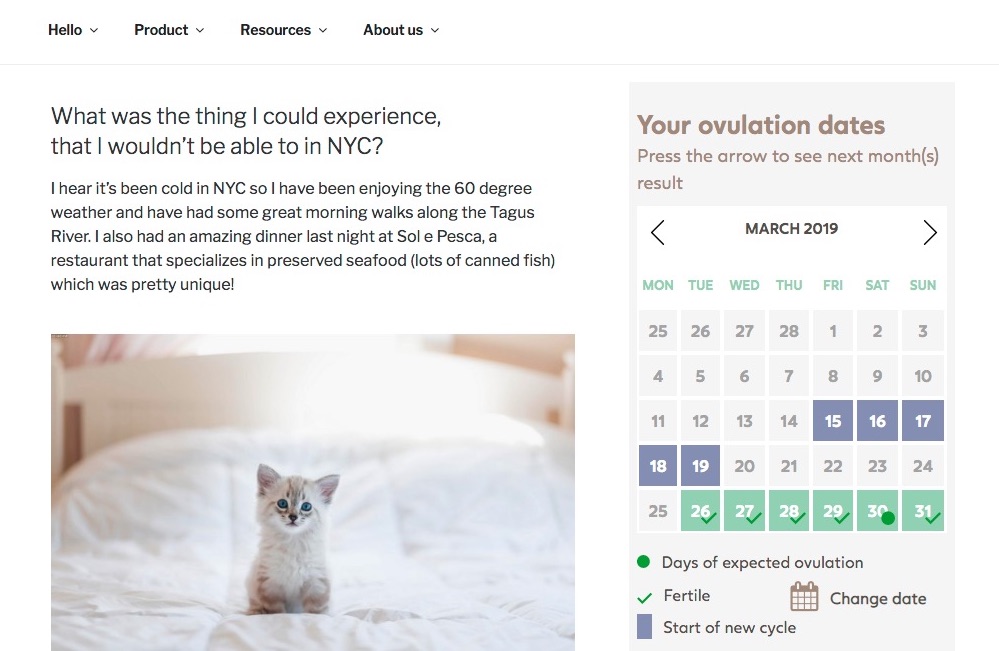 Hello Product Resources About us
What was the thing I could experience,
that I wouldn’t be able to in NYC?
I hear it’s been cold in NYC so I have been enjoying the 60 degree
weather and have had some great morning walks along the Tagus
River. I also had an amazing dinner last night at Sol e Pesca, a
restaurant that specializes in preserved seafood (lots of canned fish)
which was pretty unique!
Your ovulation dates
Press the arrow to see next month(s)
result
MARCH 2019
MON TUE WED THU FRI SAT SUN
25 26 27 28 1 2 3
4 5 6 7 8 9 10
11 12 13 14 15 16 17
18 19 20 21 22 23 24
25 26 27 28 29 30 31
Days of expected ovulation
Fertile
Change date
Start of new cycle